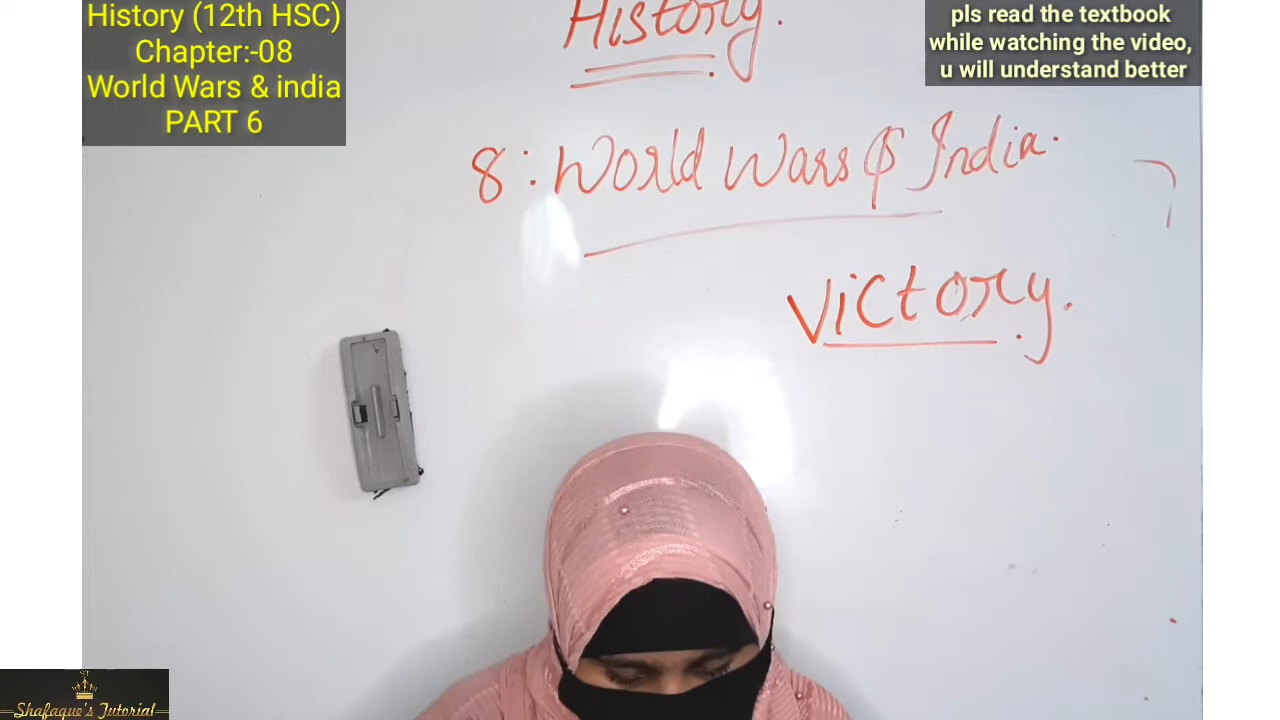 History (12th HSC)
Chapter:-08
World Wars & india
PART 6
pls read the textbook
while watching the video,
u will understand better
History.
8: World Wars & India.
Victory.
Shafaque's Tutorial